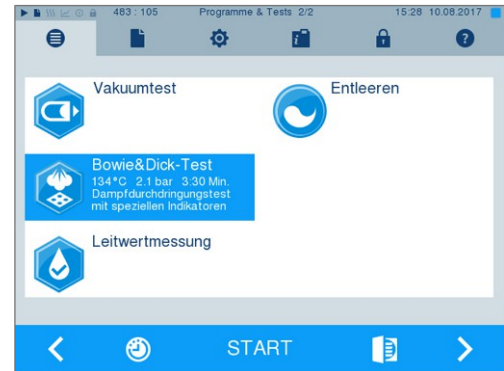 483 : 105 Programme & Tests 2/2 15:28 10.08.2017
Vakuumtest
Entleeren
Bowie&Dick-Test
134°C 2.1 bar 3:30 Min.
Dampfdurchdringungstest
mit speziellen Indikatoren
Leitwertmessung
START